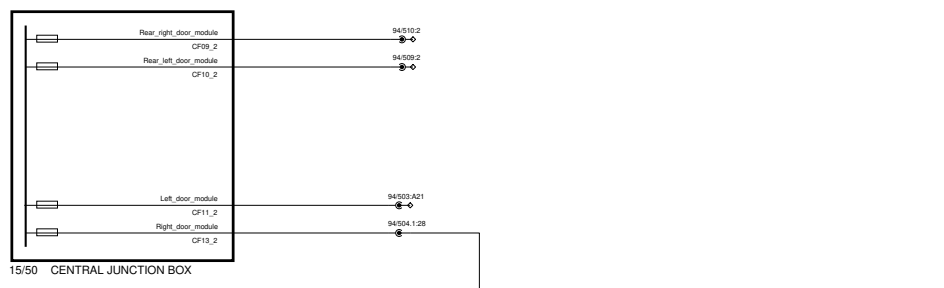 Rear_right_door_module
94/510:2
CF09_2
Rear_left_door_module
94/509:2
CF10_2
Left_door_module
94/503:A21
CF11_2
Right_door_module
94/504.1:28
CF13_2
15/50 CENTRAL JUNCTION BOX